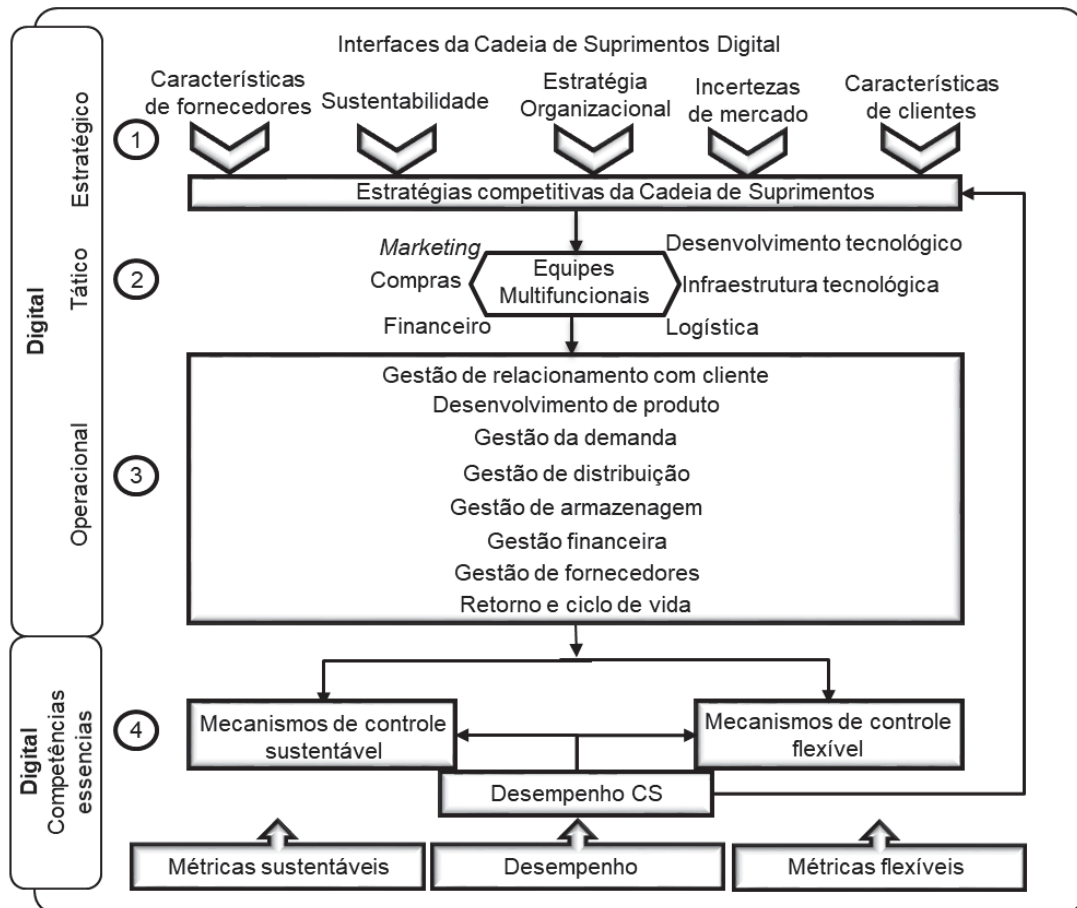 Interfaces da Cadeia de Suprimentos Digital
Características
de fornecedores
Sustentabilidade
Estratégia
Organizacional
Incertezas
de mercado
Características
de clientes
Digital
Estratégico
1
Estratégias competitivas da Cadeia de Suprimentos
Tático
2
Marketing
Compras
Financeiro
Equipes
Multifuncionais
Desenvolvimento tecnológico
Infraestrutura tecnológica
Logística
Operacional
3
Gestão de relacionamento com cliente
Desenvolvimento de produto
Gestão da demanda
Gestão de distribuição
Gestão de armazenagem
Gestão financeira
Gestão de fornecedores
Retorno e ciclo de vida
Digital
Competências
essencias
4
Mecanismos de controle
sustentável
Mecanismos de controle
flexível
Desempenho CS
Métricas sustentáveis
Desempenho
Métricas flexíveis